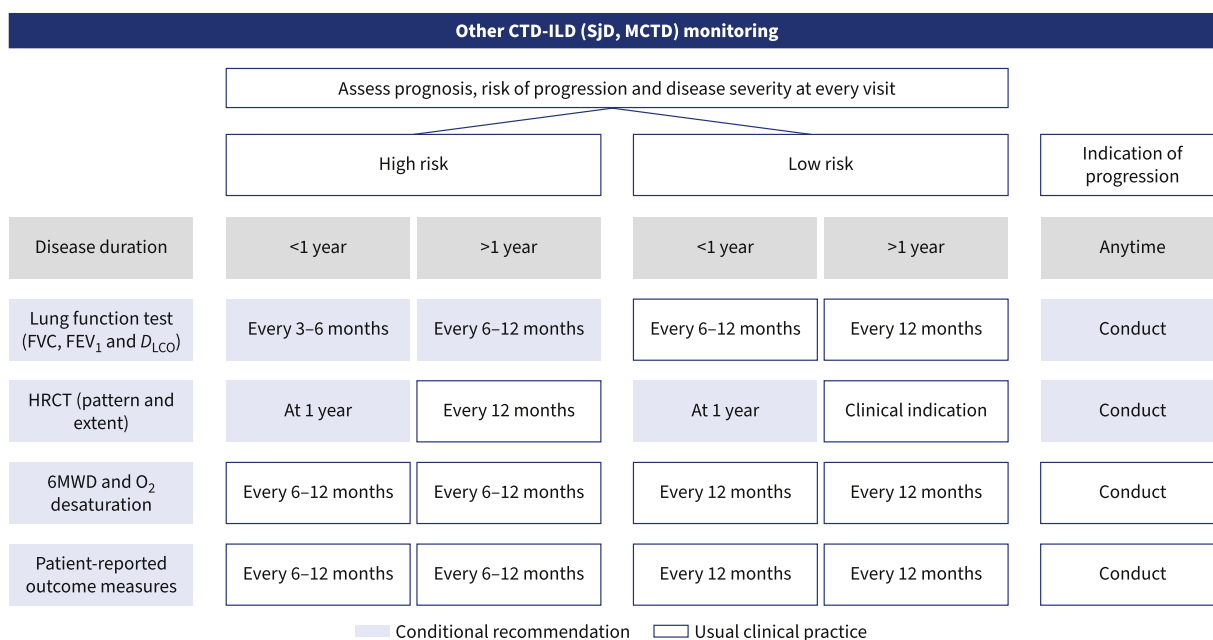 Other CTD-ILD (SjD, MCTD) monitoring
Assess prognosis, risk of progression and disease severity at every visit
High risk
Low risk
Indication of
progression
Disease duration
<1 year
>1 year
<1 year
>1 year
Anytime
Lung function test
(FVC, FEV1 and DLCO)
Every 3–6 months
Every 6–12 months
Every 6–12 months
Every 12 months
Conduct
HRCT (pattern and
extent)
At 1 year
Every 12 months
At 1 year
Clinical indication
Conduct
6MWD and O2
desaturation
Every 6–12 months
Every 6–12 months
Every 12 months
Every 12 months
Conduct
Patient-reported
outcome measures
Every 6–12 months
Every 6–12 months
Every 12 months
Every 12 months
Conduct
Conditional recommendation
Usual clinical practice